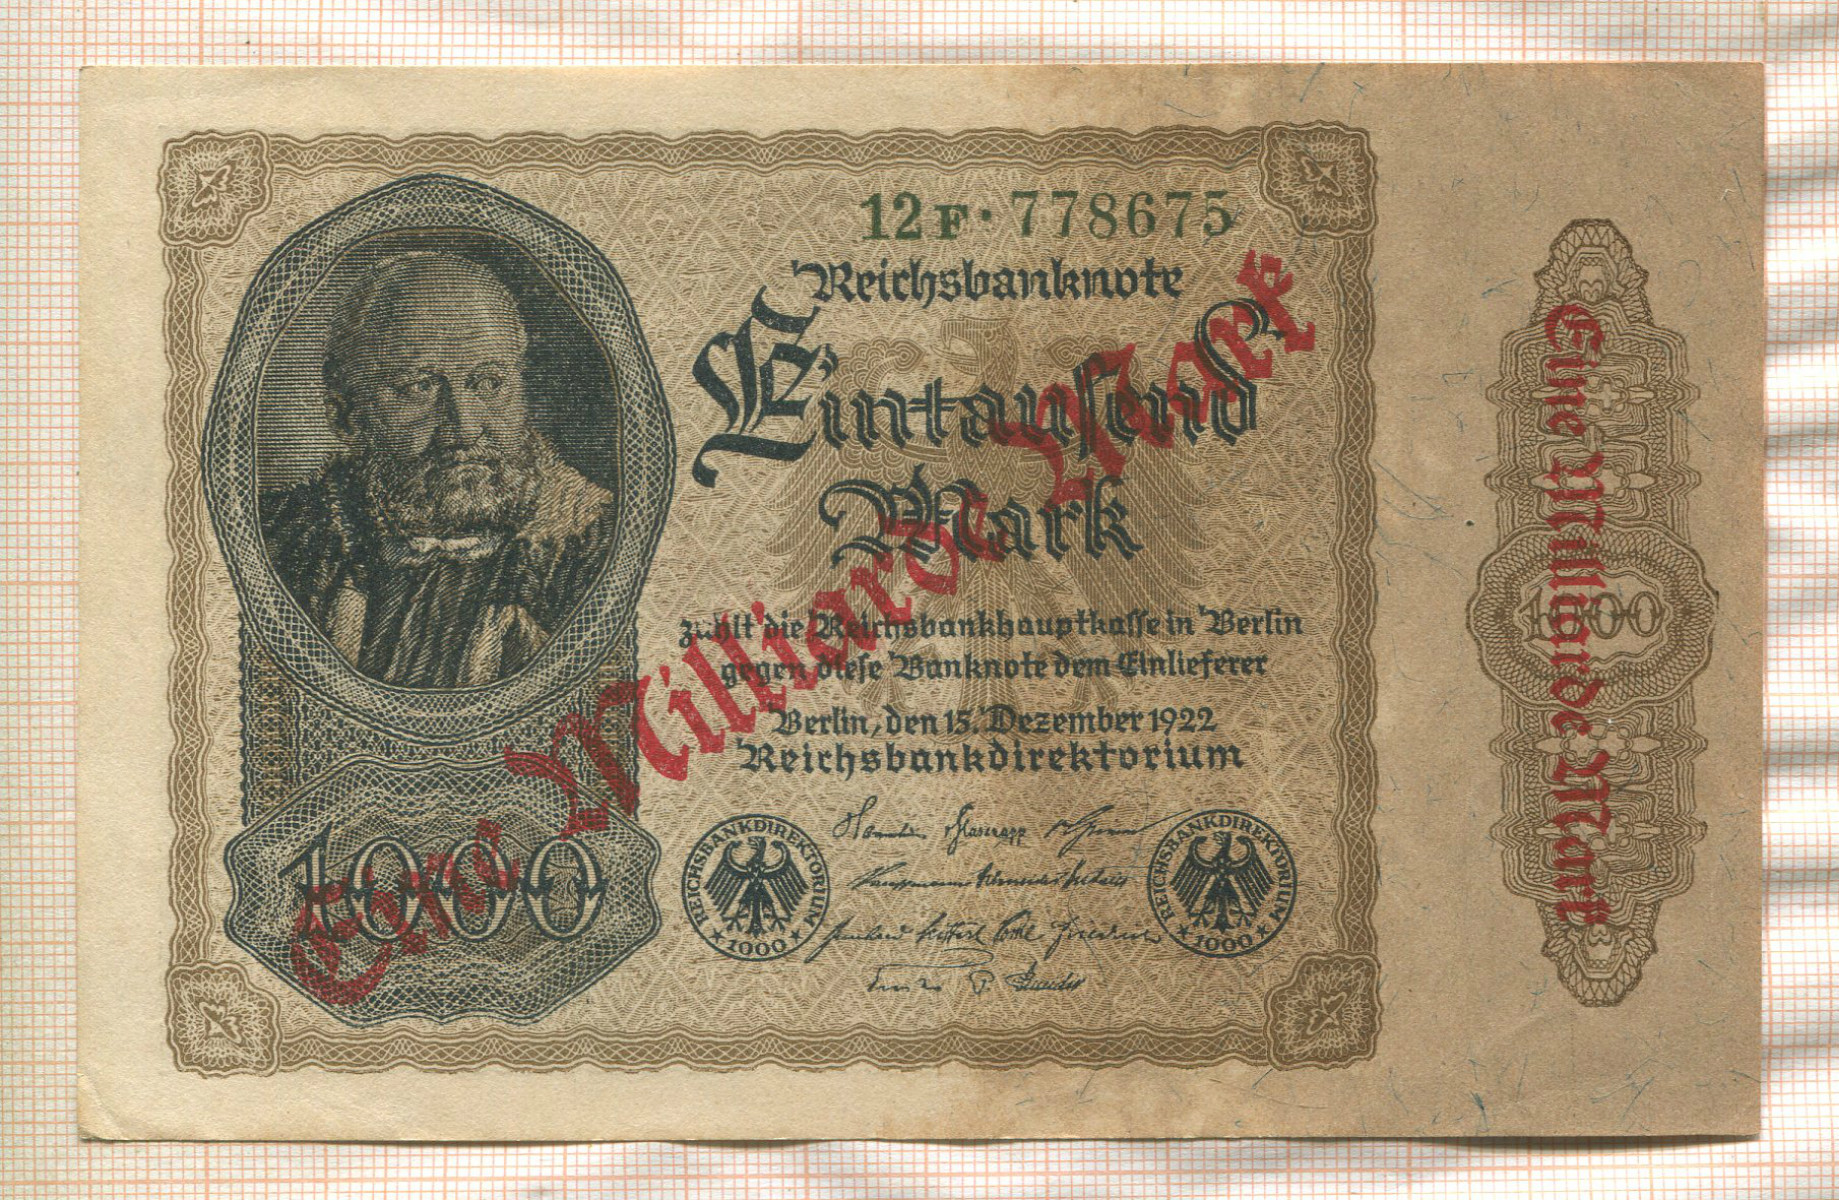 12F·778675
Reichsbanknote
Eintausend
Mark
zahlt die Reichsbankhauptkasse in Berlin
gegen diese Banknote dem Einlieferer
Berlin, den 15. Dezember 1922
Reichsbankdirektorium
1000
Eine Milliarde Mark
REICHSBANKDIREKTORIUM
★ 1000 ★
REICHSBANKDIREKTORIUM
★ 1000 ★
1000
Eine Milliarde Mark